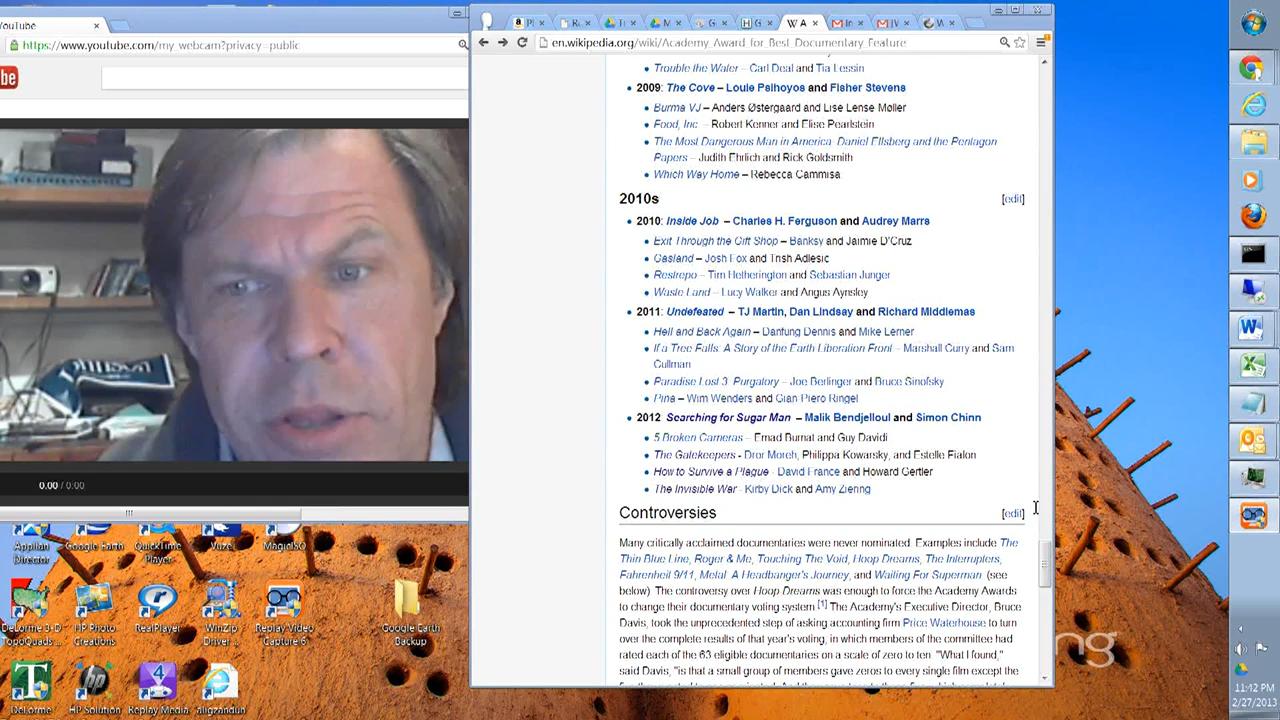 YouTube
https://www.youtube.com/my_webcam?privacy=public
be
0:00 / 0:00
en.wikipedia.org/wiki/Academy_Award_for_Best_Documentary_Feature
Trouble the Water – Carl Deal and Tia Lessin
2009: The Cove – Louie Psihoyos and Fisher Stevens
Burma VJ – Anders Østergaard and Lise Lense Møller
Food, Inc. – Robert Kenner and Elise Pearlstein
The Most Dangerous Man in America: Daniel Ellsberg and the Pentagon
Papers – Judith Ehrlich and Rick Goldsmith
Which Way Home – Rebecca Cammisa
2010s [edit]
2010: Inside Job – Charles H. Ferguson and Audrey Marrs
Exit Through the Gift Shop – Banksy and Jaimie D'Cruz
Gasland – Josh Fox and Trish Adlesic
Restrepo – Tim Hetherington and Sebastian Junger
Waste Land – Lucy Walker and Angus Aynsley
2011: Undefeated – TJ Martin, Dan Lindsay and Richard Middlemas
Hell and Back Again – Danfung Dennis and Mike Lerner
If a Tree Falls: A Story of the Earth Liberation Front – Marshall Curry and Sam
Cullman
Paradise Lost 3: Purgatory – Joe Berlinger and Bruce Sinofsky
Pina – Wim Wenders and Gian-Piero Ringel
2012: Searching for Sugar Man – Malik Bendjelloul and Simon Chinn
5 Broken Cameras – Emad Burnat and Guy Davidi
The Gatekeepers - Dror Moreh, Philippa Kowarsky, and Estelle Fialon
How to Survive a Plague - David France and Howard Gertler
The Invisible War - Kirby Dick and Amy Ziering
Controversies [edit]
Many critically acclaimed documentaries were never nominated. Examples include The
Thin Blue Line, Roger & Me, Touching The Void, Hoop Dreams, The Interrupters,
Fahrenheit 9/11, Metal: A Headbanger's Journey, and Waiting For Superman. (see
below). The controversy over Hoop Dreams was enough to force the Academy Awards
to change their documentary voting system.[1] The Academy's Executive Director, Bruce
Davis, took the unprecedented step of asking accounting firm Price Waterhouse to turn
over the complete results of that year's voting, in which members of the committee had
rated each of the 63 eligible documentaries on a scale of zero to ten. "What I found,"
said Davis, "is that a small group of members gave zeros to every single film except the
Applian Director
Google Earth
QuickTime Player
Vuze
MagicISO
DeLorme 3-D TopoQuads...
HP Photo Creations
RealPlayer
WinZip Driver ...
Replay Video Capture 6
Google Earth Backup
DeLorme
HP Solution
Replay Media
aligzandun
ng
11:42 PM
2/27/2013